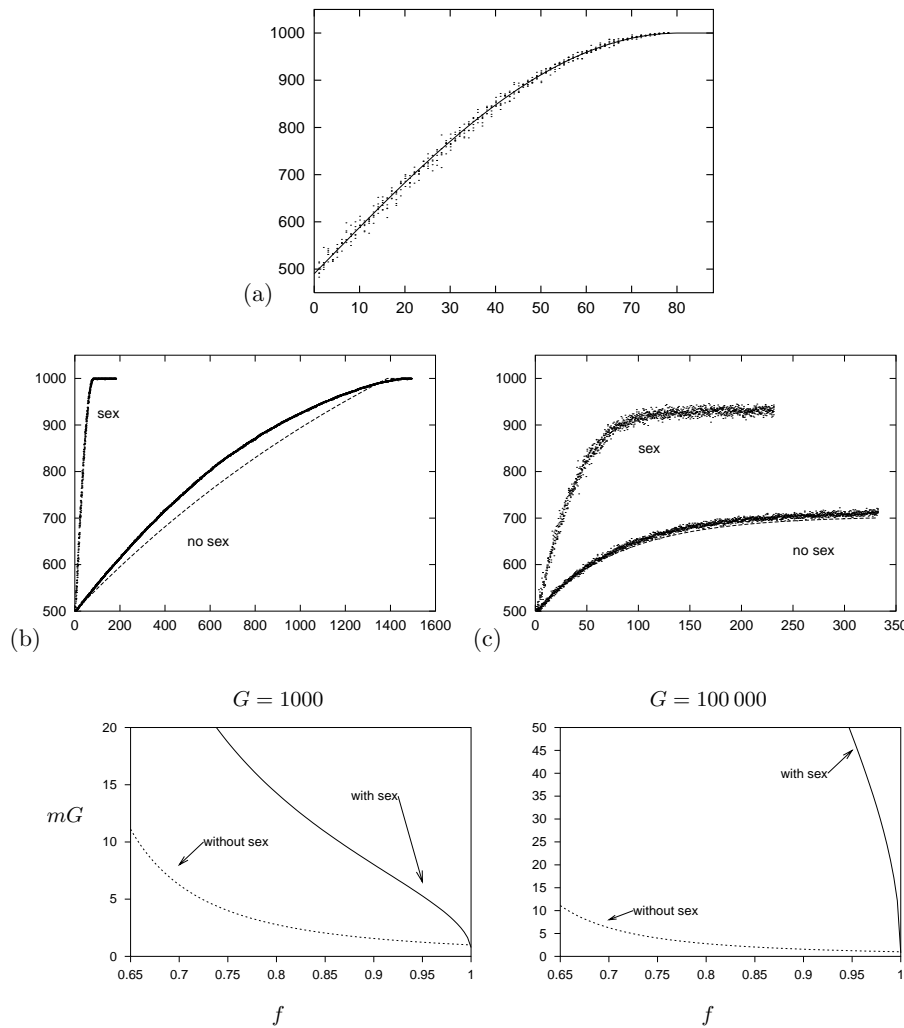 1000
900
800
700
600
500
(a)
0 10 20 30 40 50 60 70 80
1000
900
800
700
600
500
sex
no sex
0 200 400 600 800 1000 1200 1400 1600
(b)
1000
900
800
700
600
500
sex
no sex
0 50 100 150 200 250 300 350
(c)
G = 1000
20
15
10
5
0
mG
with sex
without sex
0.65 0.7 0.75 0.8 0.85 0.9 0.95 1
f
G = 100 000
50
45
40
35
30
25
20
15
10
5
0
with sex
without sex
0.65 0.7 0.75 0.8 0.85 0.9 0.95 1
f